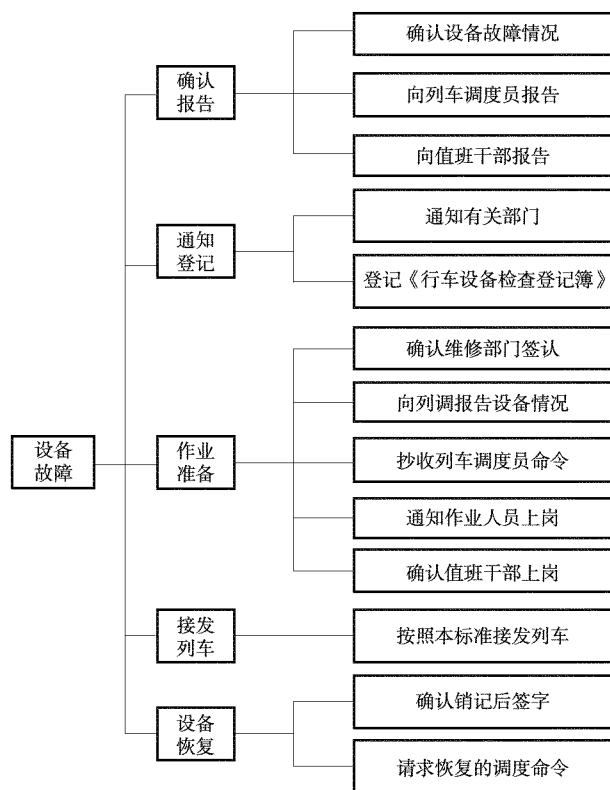 设备
故障
确认
报告
确认设备故障情况
向列车调度员报告
向值班干部报告
通知
登记
通知有关部门
登记《行车设备检查登记簿》
作业
准备
确认维修部门签认
向列调报告设备情况
抄收列车调度员命令
通知作业人员上岗
确认值班干部上岗
接发
列车
按照本标准接发列车
设备
恢复
确认销记后签字
请求恢复的调度命令